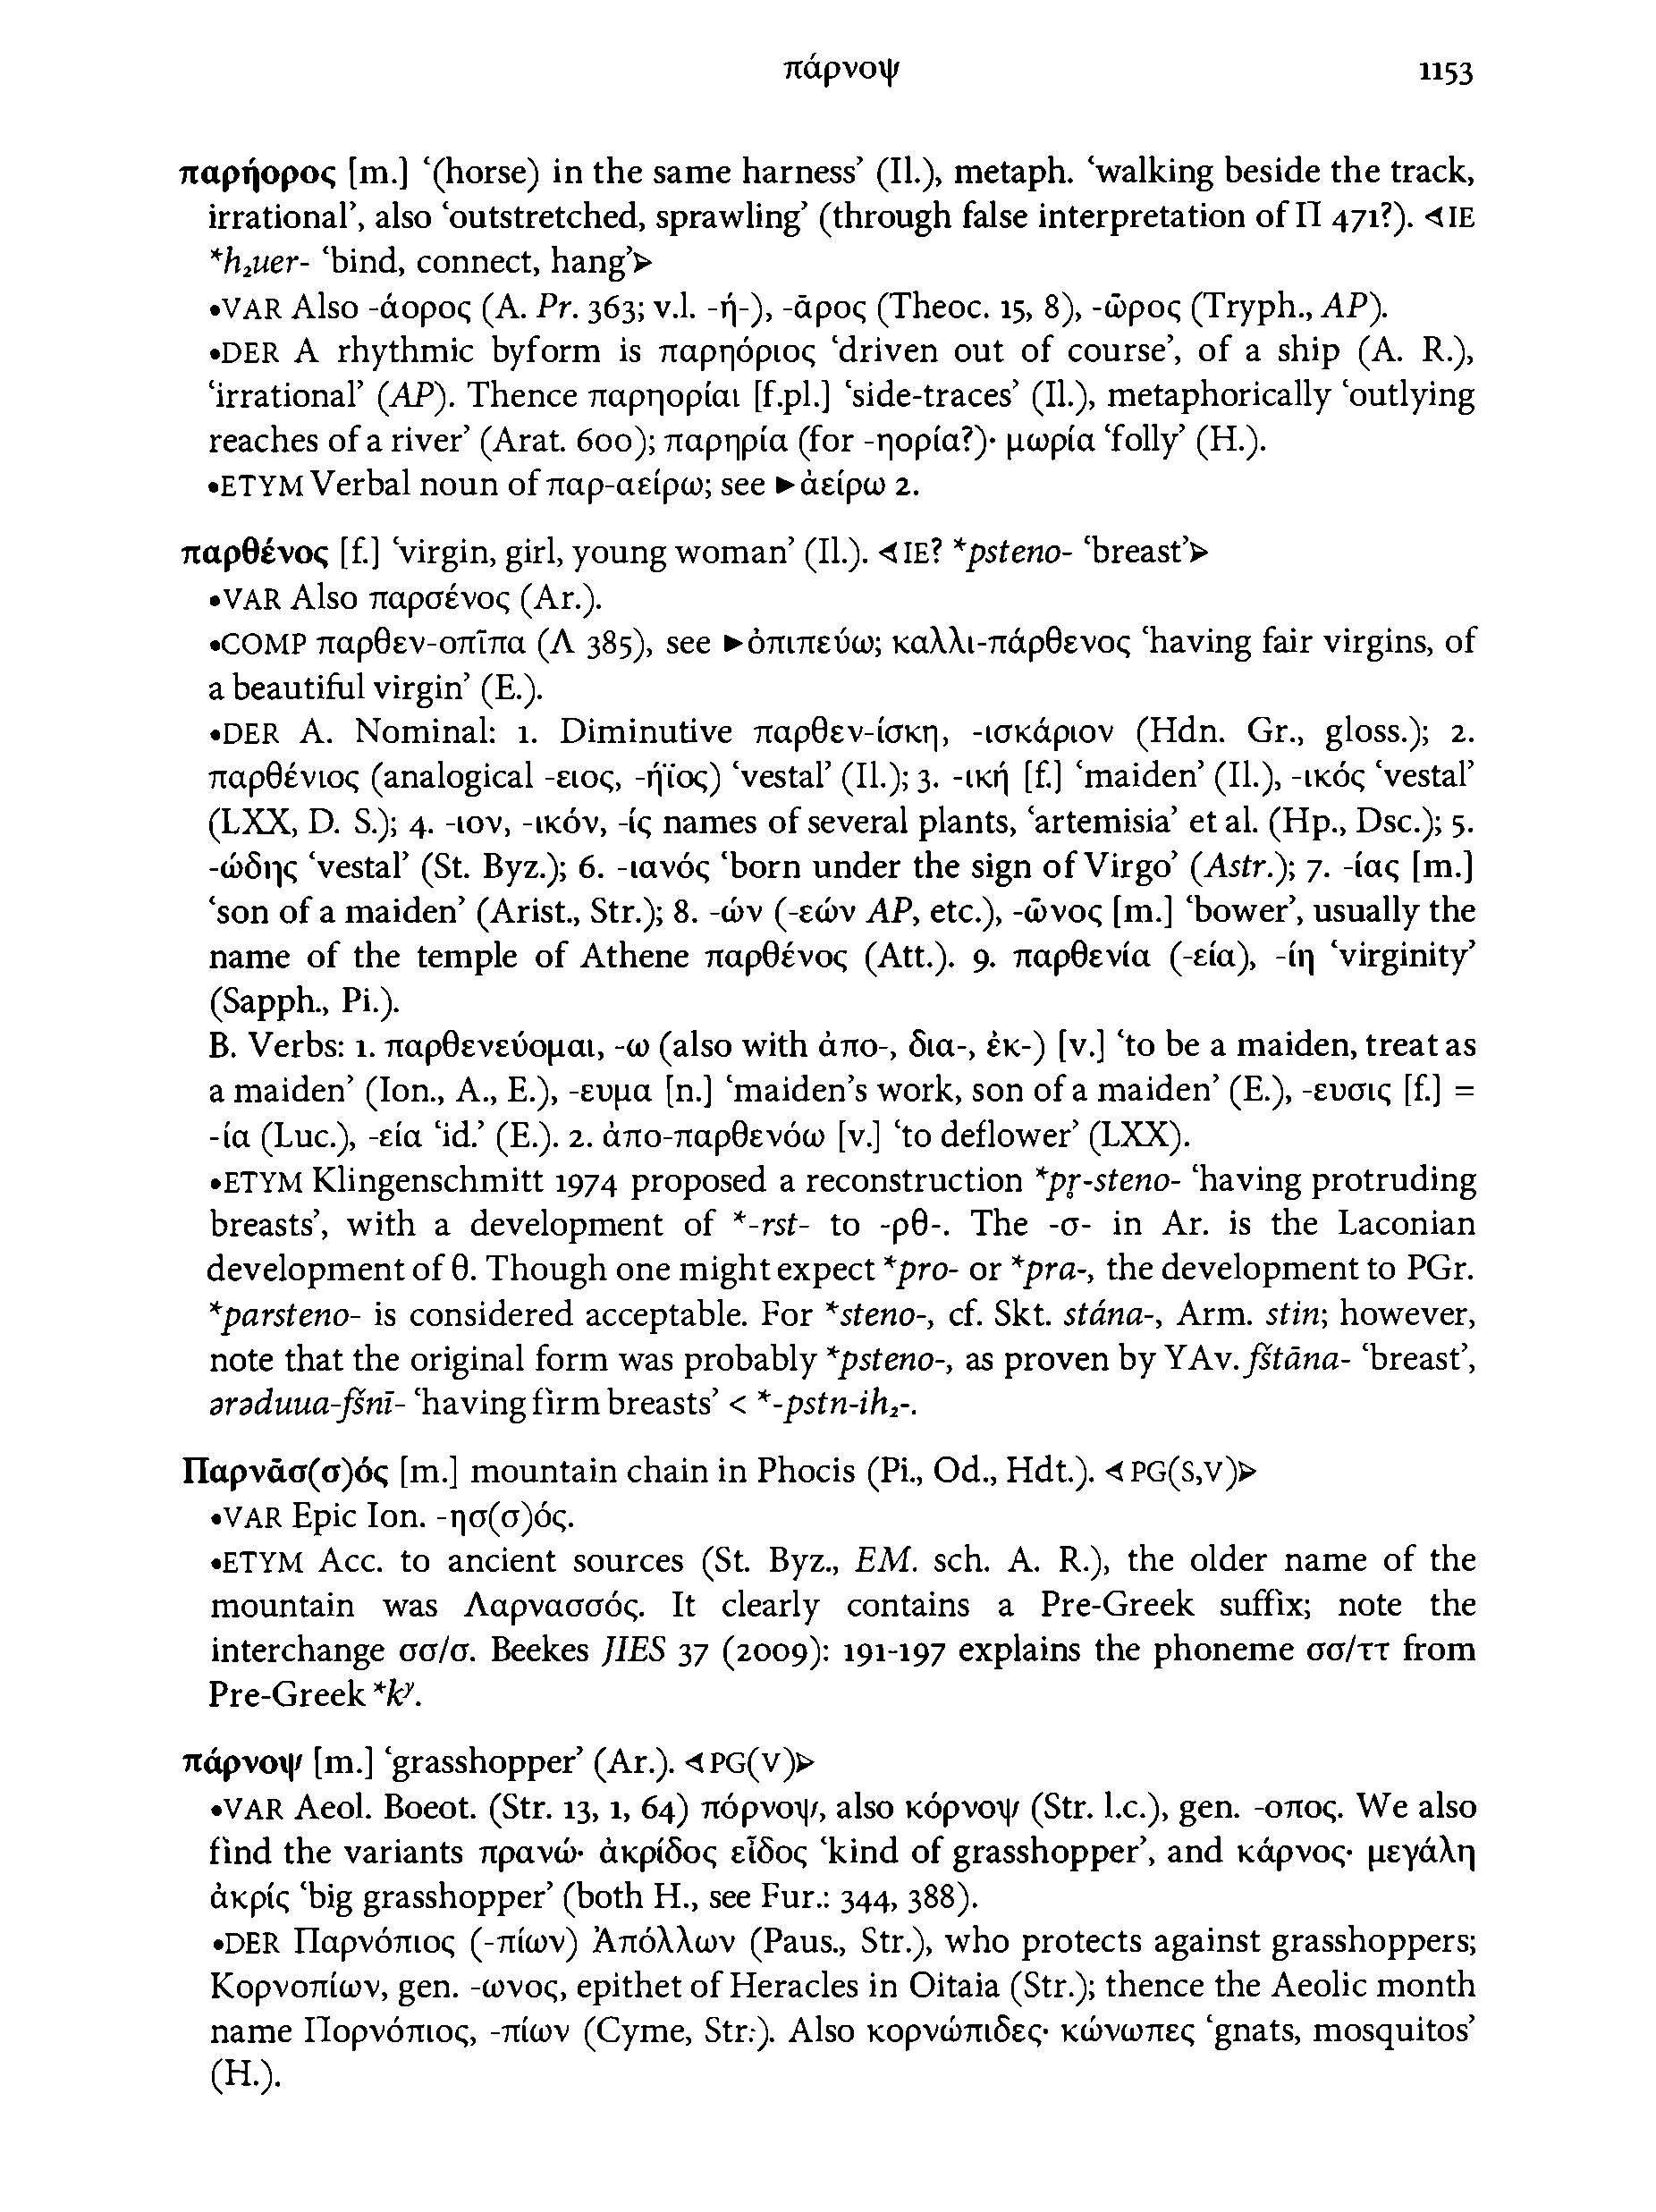 πάρνοψ 1153
παρήορος [m.] ‘(horse) in the same harness’ (Il.), metaph. ‘walking beside the track,
irrational’, also ‘outstretched, sprawling’ (through false interpretation of Π 471?). ⊲IE
*h₂uer- ‘bind, connect, hang’⊳
•VAR Also -άορος (A. Pr. 363; v.l. -ή-), -ᾶρος (Theoc. 15, 8), -ῶρος (Tryph., AP).
•DER A rhythmic byform is παρηόριος ‘driven out of course’, of a ship (A. R.),
‘irrational’ (AP). Thence παρηορίαι [f.pl.] ‘side-traces’ (Il.), metaphorically ‘outlying
reaches of a river’ (Arat. 600); παρηρία (for -ηορία?)· μωρία ‘folly’ (H.).
•ETYM Verbal noun of παρ-αείρω; see ►ἀείρω 2.
παρθένος [f.] ‘virgin, girl, young woman’ (Il.). ⊲IE? *psteno- ‘breast’⊳
•VAR Also παρσένος (Ar.).
•COMP παρθεν-οπῖπα (Λ 385), see ►ὀπιπεύω; καλλι-πάρθενος ‘having fair virgins, of
a beautiful virgin’ (E.).
•DER A. Nominal: 1. Diminutive παρθεν-ίσκη, -ισκάριον (Hdn. Gr., gloss.); 2.
παρθένιος (analogical -ειος, -ήϊος) ‘vestal’ (Il.); 3. -ική [f.] ‘maiden’ (Il.), -ικός ‘vestal’
(LXX, D. S.); 4. -ιον, -ικόν, -ίς names of several plants, ‘artemisia’ et al. (Hp., Dsc.); 5.
-ώδης ‘vestal’ (St. Byz.); 6. -ιανός ‘born under the sign of Virgo’ (Astr.); 7. -ίας [m.]
‘son of a maiden’ (Arist., Str.); 8. -ών (-εών AP, etc.), -ῶνος [m.] ‘bower’, usually the
name of the temple of Athene παρθένος (Att.). 9. παρθενία (-εία), -ίη ‘virginity’
(Sapph., Pi.).
B. Verbs: 1. παρθενεύομαι, -ω (also with ἀπο-, δια-, ἐκ-) [v.] ‘to be a maiden, treat as
a maiden’ (Ion., A., E.), -ευμα [n.] ‘maiden’s work, son of a maiden’ (E.), -ευσις [f.] =
-ία (Luc.), -εία ‘id.’ (E.). 2. ἀπο-παρθενόω [v.] ‘to deflower’ (LXX).
•ETYM Klingenschmitt 1974 proposed a reconstruction *pr̥-steno- ‘having protruding
breasts’, with a development of *-rst- to -ρθ-. The -σ- in Ar. is the Laconian
development of θ. Though one might expect *pro- or *pra-, the development to PGr.
*parsteno- is considered acceptable. For *steno-, cf. Skt. stána-, Arm. stin; however,
note that the original form was probably *psteno-, as proven by YAv. fštāna- ‘breast’,
ərəduua-fšnī- ‘having firm breasts’ < *-pstn-ih₂-.
Παρνᾶσ(σ)ός [m.] mountain chain in Phocis (Pi., Od., Hdt.). ⊲PG(S,V)⊳
•VAR Epic Ion. -ησ(σ)ός.
•ETYM Acc. to ancient sources (St. Byz., EM. sch. A. R.), the older name of the
mountain was Λαρνασσός. It clearly contains a Pre-Greek suffix; note the
interchange σσ/σ. Beekes JIES 37 (2009): 191-197 explains the phoneme σσ/ττ from
Pre-Greek *kʸ.
πάρνοψ [m.] ‘grasshopper’ (Ar.). ⊲PG(V)⊳
•VAR Aeol. Boeot. (Str. 13, 1, 64) πόρνοψ, also κόρνοψ (Str. l.c.), gen. -οπος. We also
find the variants πρανώ· ἀκρίδος εἶδος ‘kind of grasshopper’, and κάρνος· μεγάλη
ἀκρίς ‘big grasshopper’ (both H., see Fur.: 344, 388).
•DER Παρνόπιος (-πίων) Ἀπόλλων (Paus., Str.), who protects against grasshoppers;
Κορνοπίων, gen. -ωνος, epithet of Heracles in Oitaia (Str.); thence the Aeolic month
name Πορνόπιος, -πίων (Cyme, Str.). Also κορνώπιδες· κώνωπες ‘gnats, mosquitos’
(H.).